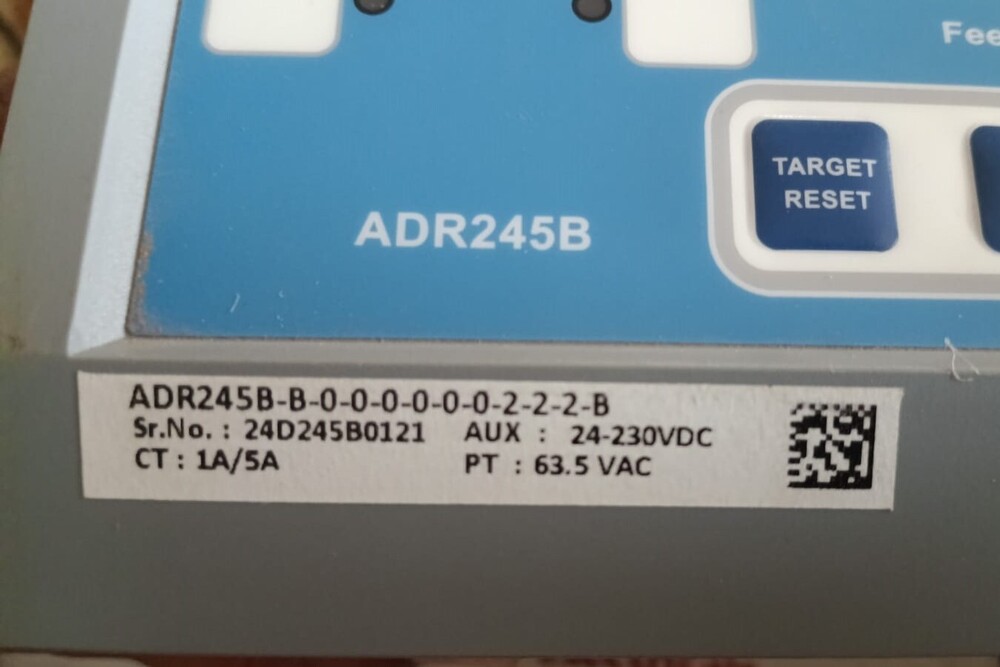 Fee
TARGET
RESET
ADR245B
ADR245B-B-0-0-0-0-0-0-2-2-2-B
Sr.No. : 24D245B0121 AUX : 24-230VDC
CT : 1A/5A PT : 63.5 VAC